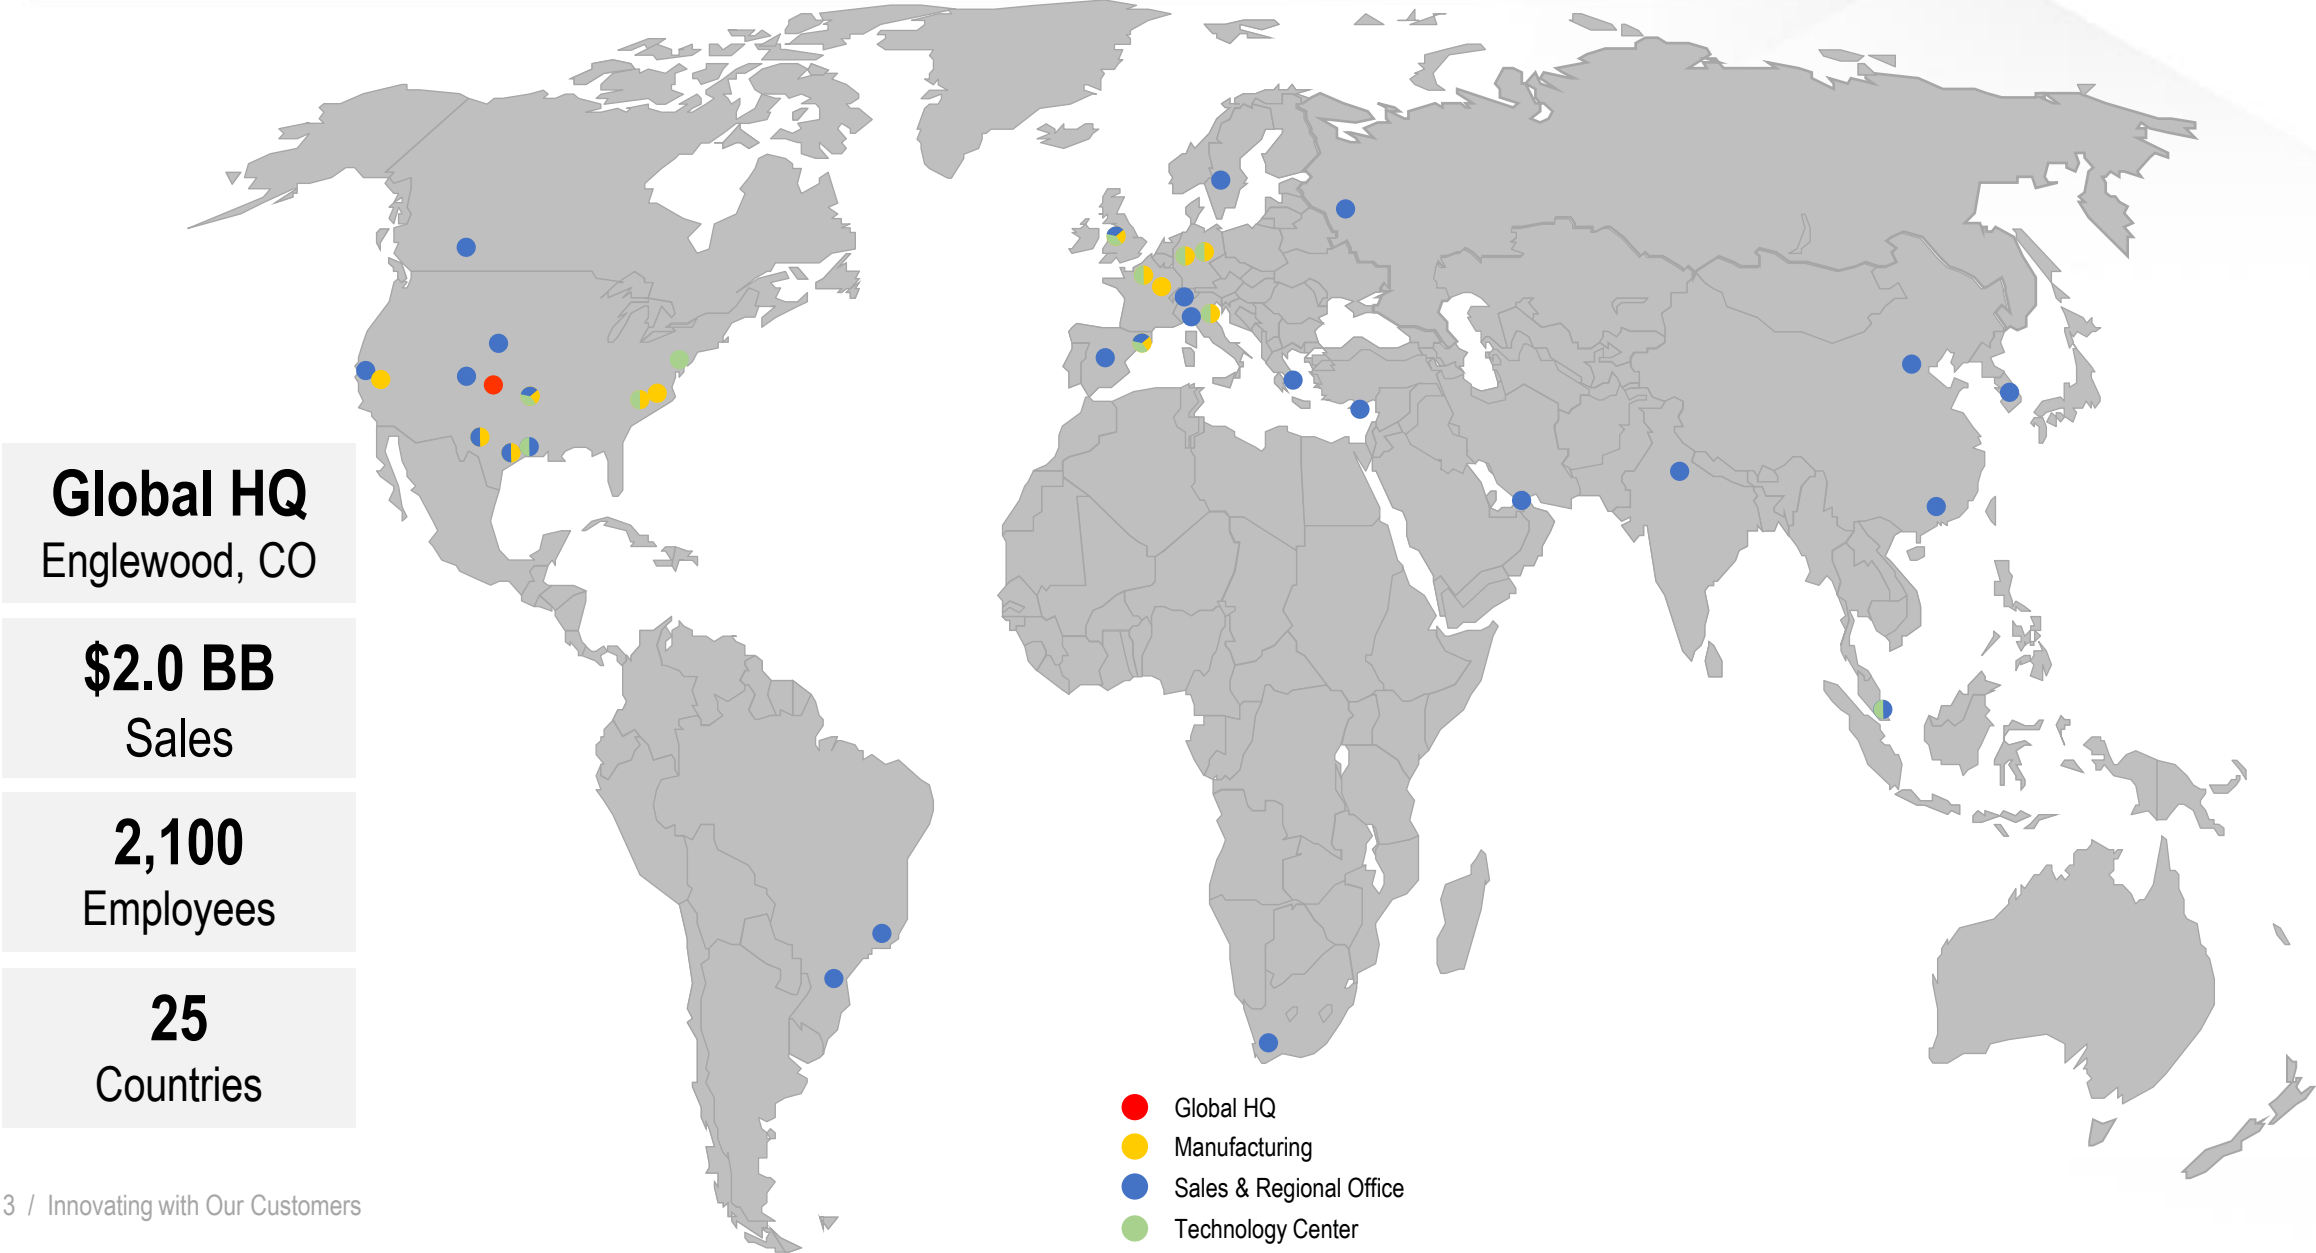 Global HQ
Englewood, CO
$2.0 BB
Sales
2,100
Employees
25
Countries
Global HQ
Manufacturing
Sales & Regional Office
Technology Center
3 / Innovating with Our Customers